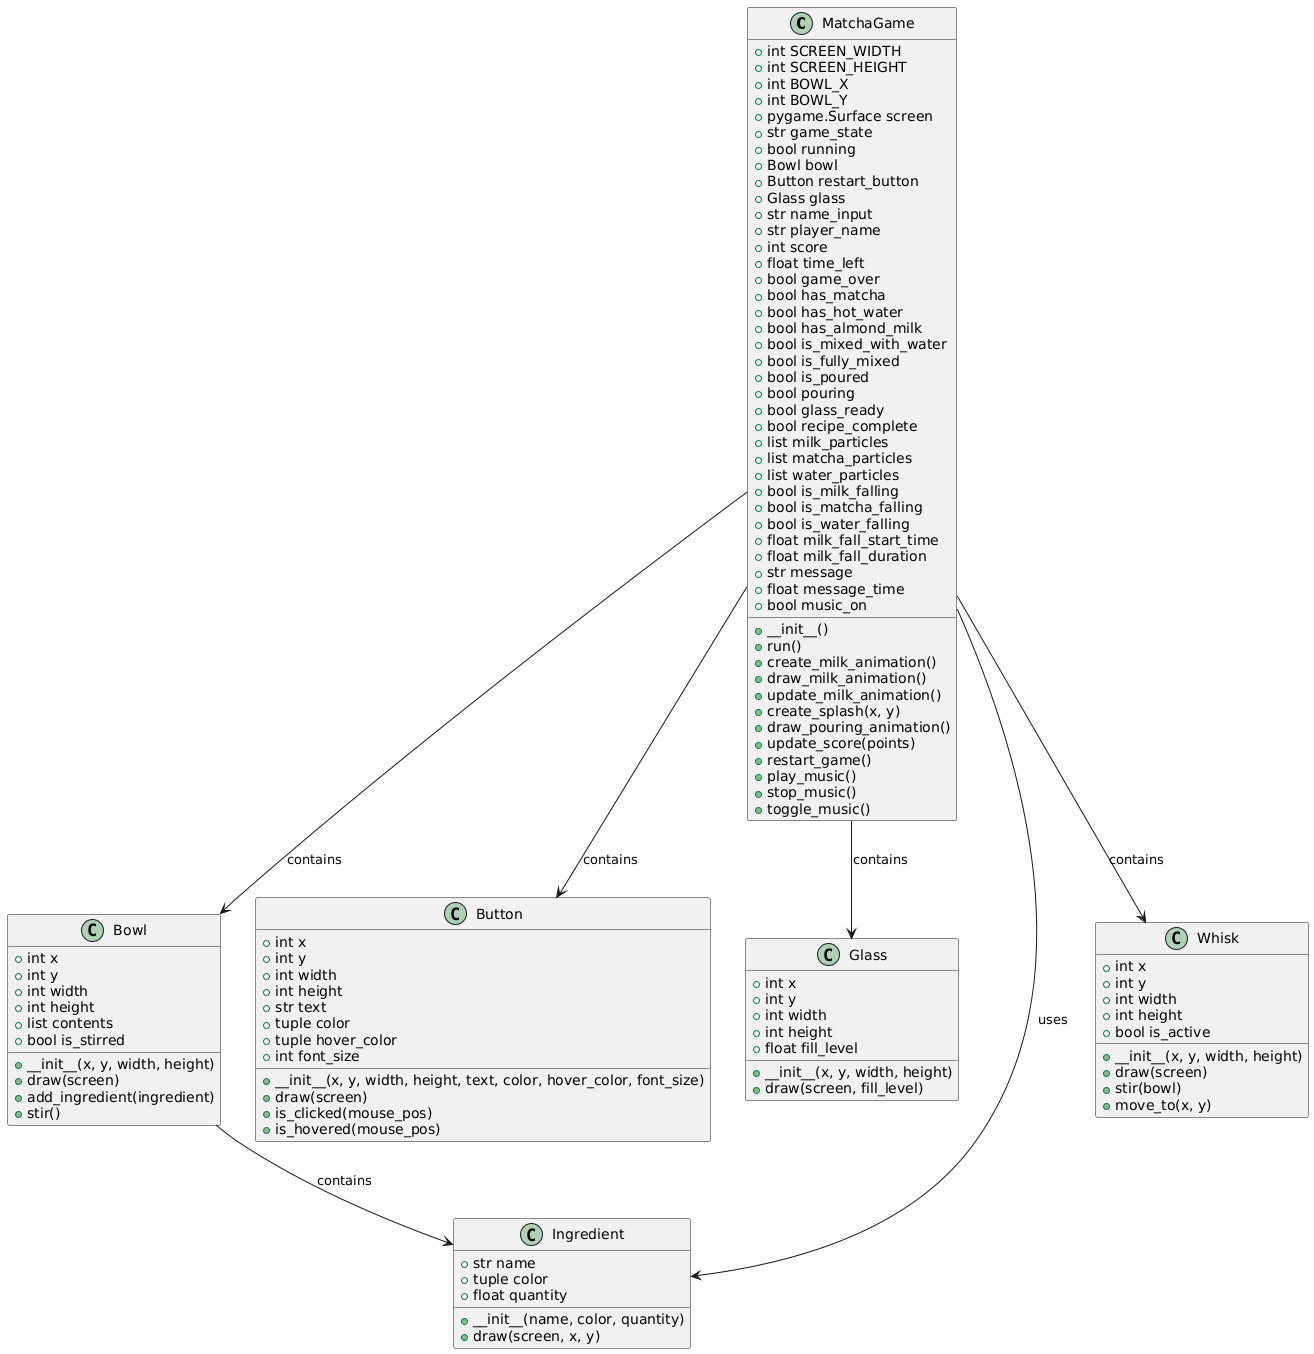 C MatchaGame
int SCREEN_WIDTH
int SCREEN_HEIGHT
int BOWL_X
int BOWL_Y
pygame.Surface screen
str game_state
bool running
Bowl bowl
Button restart_button
Glass glass
str name_input
str player_name
int score
float time_left
bool game_over
bool has_matcha
bool has_hot_water
bool has_almond_milk
bool is_mixed_with_water
bool is_fully_mixed
bool is_poured
bool pouring
bool glass_ready
bool recipe_complete
list milk_particles
list matcha_particles
list water_particles
bool is_milk_falling
bool is_matcha_falling
bool is_water_falling
float milk_fall_start_time
float milk_fall_duration
str message
float message_time
bool music_on
__init__()
run()
create_milk_animation()
draw_milk_animation()
update_milk_animation()
create_splash(x, y)
draw_pouring_animation()
update_score(points)
restart_game()
play_music()
stop_music()
toggle_music()
contains
contains
contains
contains
C Bowl
int x
int y
int width
int height
list contents
bool is_stirred
__init__(x, y, width, height)
draw(screen)
add_ingredient(ingredient)
stir()
C Button
int x
int y
int width
int height
str text
tuple color
tuple hover_color
int font_size
__init__(x, y, width, height, text, color, hover_color, font_size)
draw(screen)
is_clicked(mouse_pos)
is_hovered(mouse_pos)
C Glass
int x
int y
int width
int height
float fill_level
__init__(x, y, width, height)
draw(screen, fill_level)
uses
C Whisk
int x
int y
int width
int height
bool is_active
__init__(x, y, width, height)
draw(screen)
stir(bowl)
move_to(x, y)
contains
C Ingredient
str name
tuple color
float quantity
__init__(name, color, quantity)
draw(screen, x, y)